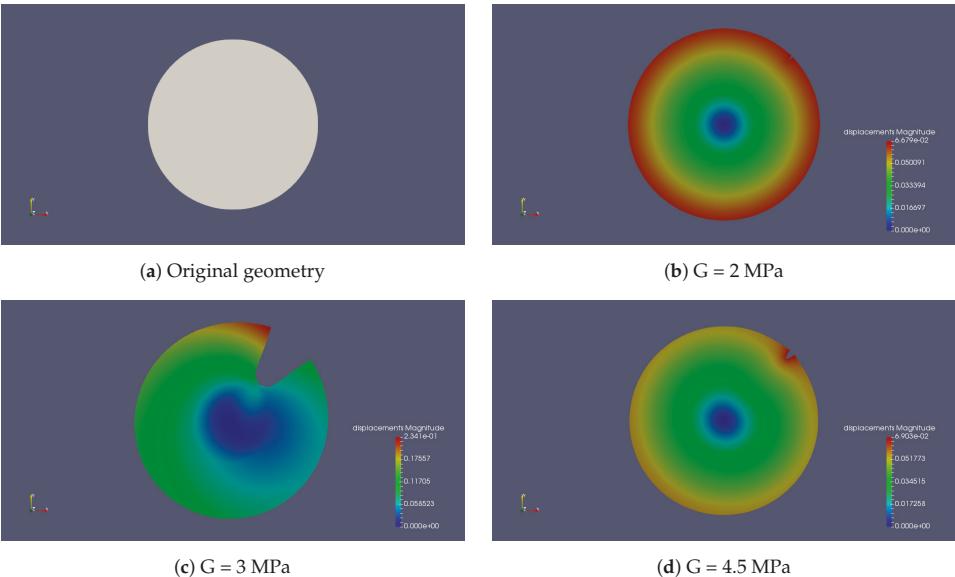 (a) Original geometry
displacements Magnitude
6.679e-02
0.050091
0.033394
0.016697
0.000e+00
(b) G = 2 MPa
displacements Magnitude
2.341e-01
0.17557
0.11705
0.058523
0.000e+00
(c) G = 3 MPa
displacements Magnitude
6.903e-02
0.051773
0.034515
0.017258
0.000e+00
(d) G = 4.5 MPa